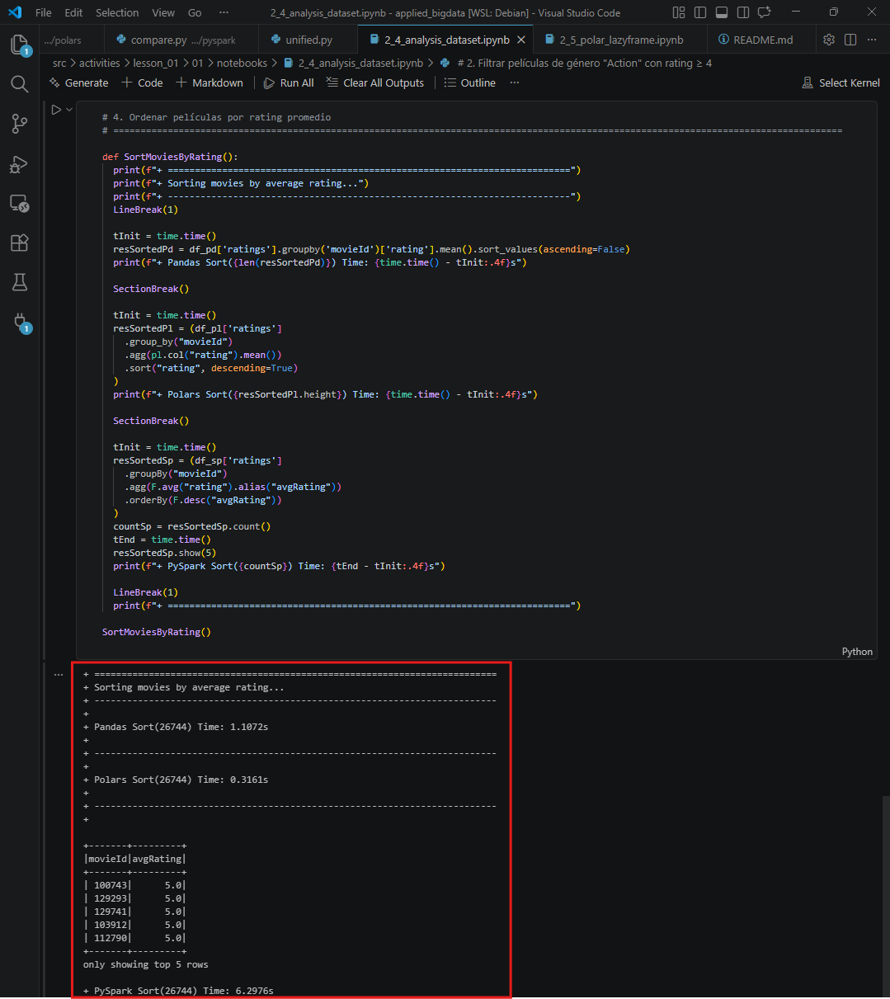 File Edit Selection View Go ··· 2_4_analysis_dataset.ipynb - applied_bigdata [WSL: Debian] - Visual Studio Code
.../polars compare.py .../pyspark unified.py 2_4_analysis_dataset.ipynb 2_5_polar_lazyframe.ipynb README.md ···
1
src > activities > lesson_01 > 01 > notebooks > 2_4_analysis_dataset.ipynb > # 2. Filtrar películas de género "Action" con rating ≥ 4
Generate + Code + Markdown | Run All Clear All Outputs | Outline ··· Select Kernel
1
# 4. Ordenar películas por rating promedio
# ======================================================================================================================================
def SortMoviesByRating():
print(f"+ ==========================================================================")
print(f"+ Sorting movies by average rating...")
print(f"+ --------------------------------------------------------------------------")
LineBreak(1)
tInit = time.time()
resSortedPd = df_pd['ratings'].groupby('movieId')['rating'].mean().sort_values(ascending=False)
print(f"+ Pandas Sort({len(resSortedPd)}) Time: {time.time() - tInit:.4f}s")
SectionBreak()
tInit = time.time()
resSortedPl = (df_pl['ratings']
.group_by("movieId")
.agg(pl.col("rating").mean())
.sort("rating", descending=True)
)
print(f"+ Polars Sort({resSortedPl.height}) Time: {time.time() - tInit:.4f}s")
SectionBreak()
tInit = time.time()
resSortedSp = (df_sp['ratings']
.groupBy("movieId")
.agg(F.avg("rating").alias("avgRating"))
.orderBy(F.desc("avgRating"))
)
countSp = resSortedSp.count()
tEnd = time.time()
resSortedSp.show(5)
print(f"+ PySpark Sort({countSp}) Time: {tEnd - tInit:.4f}s")
LineBreak(1)
print(f"+ ==========================================================================")
SortMoviesByRating()
Python
···
+ ==========================================================================
+ Sorting movies by average rating...
+ --------------------------------------------------------------------------
+
+ Pandas Sort(26744) Time: 1.1072s
+
+ --------------------------------------------------------------------------
+
+ Polars Sort(26744) Time: 0.3161s
+
+ --------------------------------------------------------------------------
+
+-------+---------+
|movieId|avgRating|
+-------+---------+
| 100743|      5.0|
| 129293|      5.0|
| 129741|      5.0|
| 103912|      5.0|
| 112790|      5.0|
+-------+---------+
only showing top 5 rows
+ PySpark Sort(26744) Time: 6.2976s